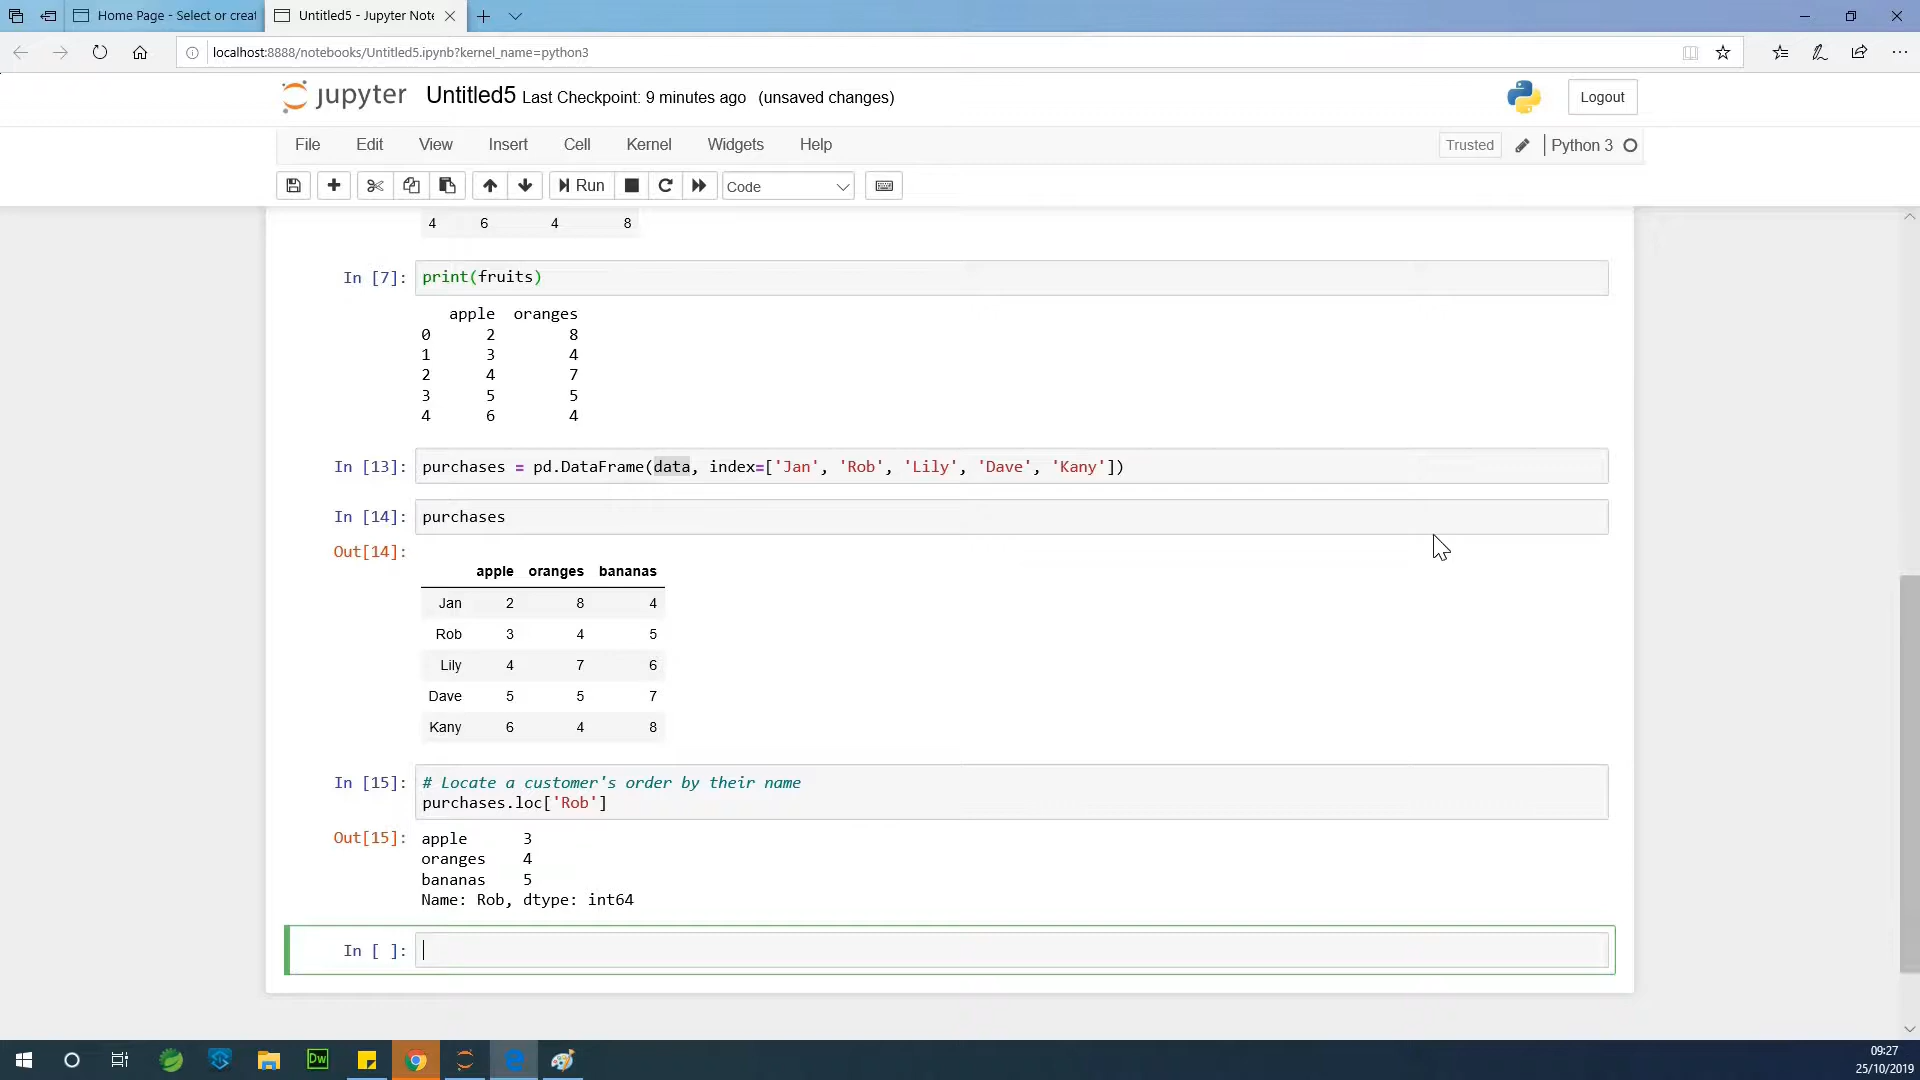 Home Page - Select or creat
Untitled5 - Jupyter Note
localhost:8888/notebooks/Untitled5.ipynb?kernel_name=python3
jupyter Untitled5 Last Checkpoint: 9 minutes ago (unsaved changes)
Logout
File Edit View Insert Cell Kernel Widgets Help
Trusted
Python 3
Run
Code
4 6 4 8
In [7]: print(fruits)
apple oranges
0 2 8
1 3 4
2 4 7
3 5 5
4 6 4
In [13]: purchases = pd.DataFrame(data, index=['Jan', 'Rob', 'Lily', 'Dave', 'Kany'])
In [14]: purchases
Out[14]:
apple oranges bananas
Jan 2 8 4
Rob 3 4 5
Lily 4 7 6
Dave 5 5 7
Kany 6 4 8
In [15]: # Locate a customer's order by their name
purchases.loc['Rob']
Out[15]: apple 3
oranges 4
bananas 5
Name: Rob, dtype: int64
In [ ]:
Dw
09:27
25/10/2019